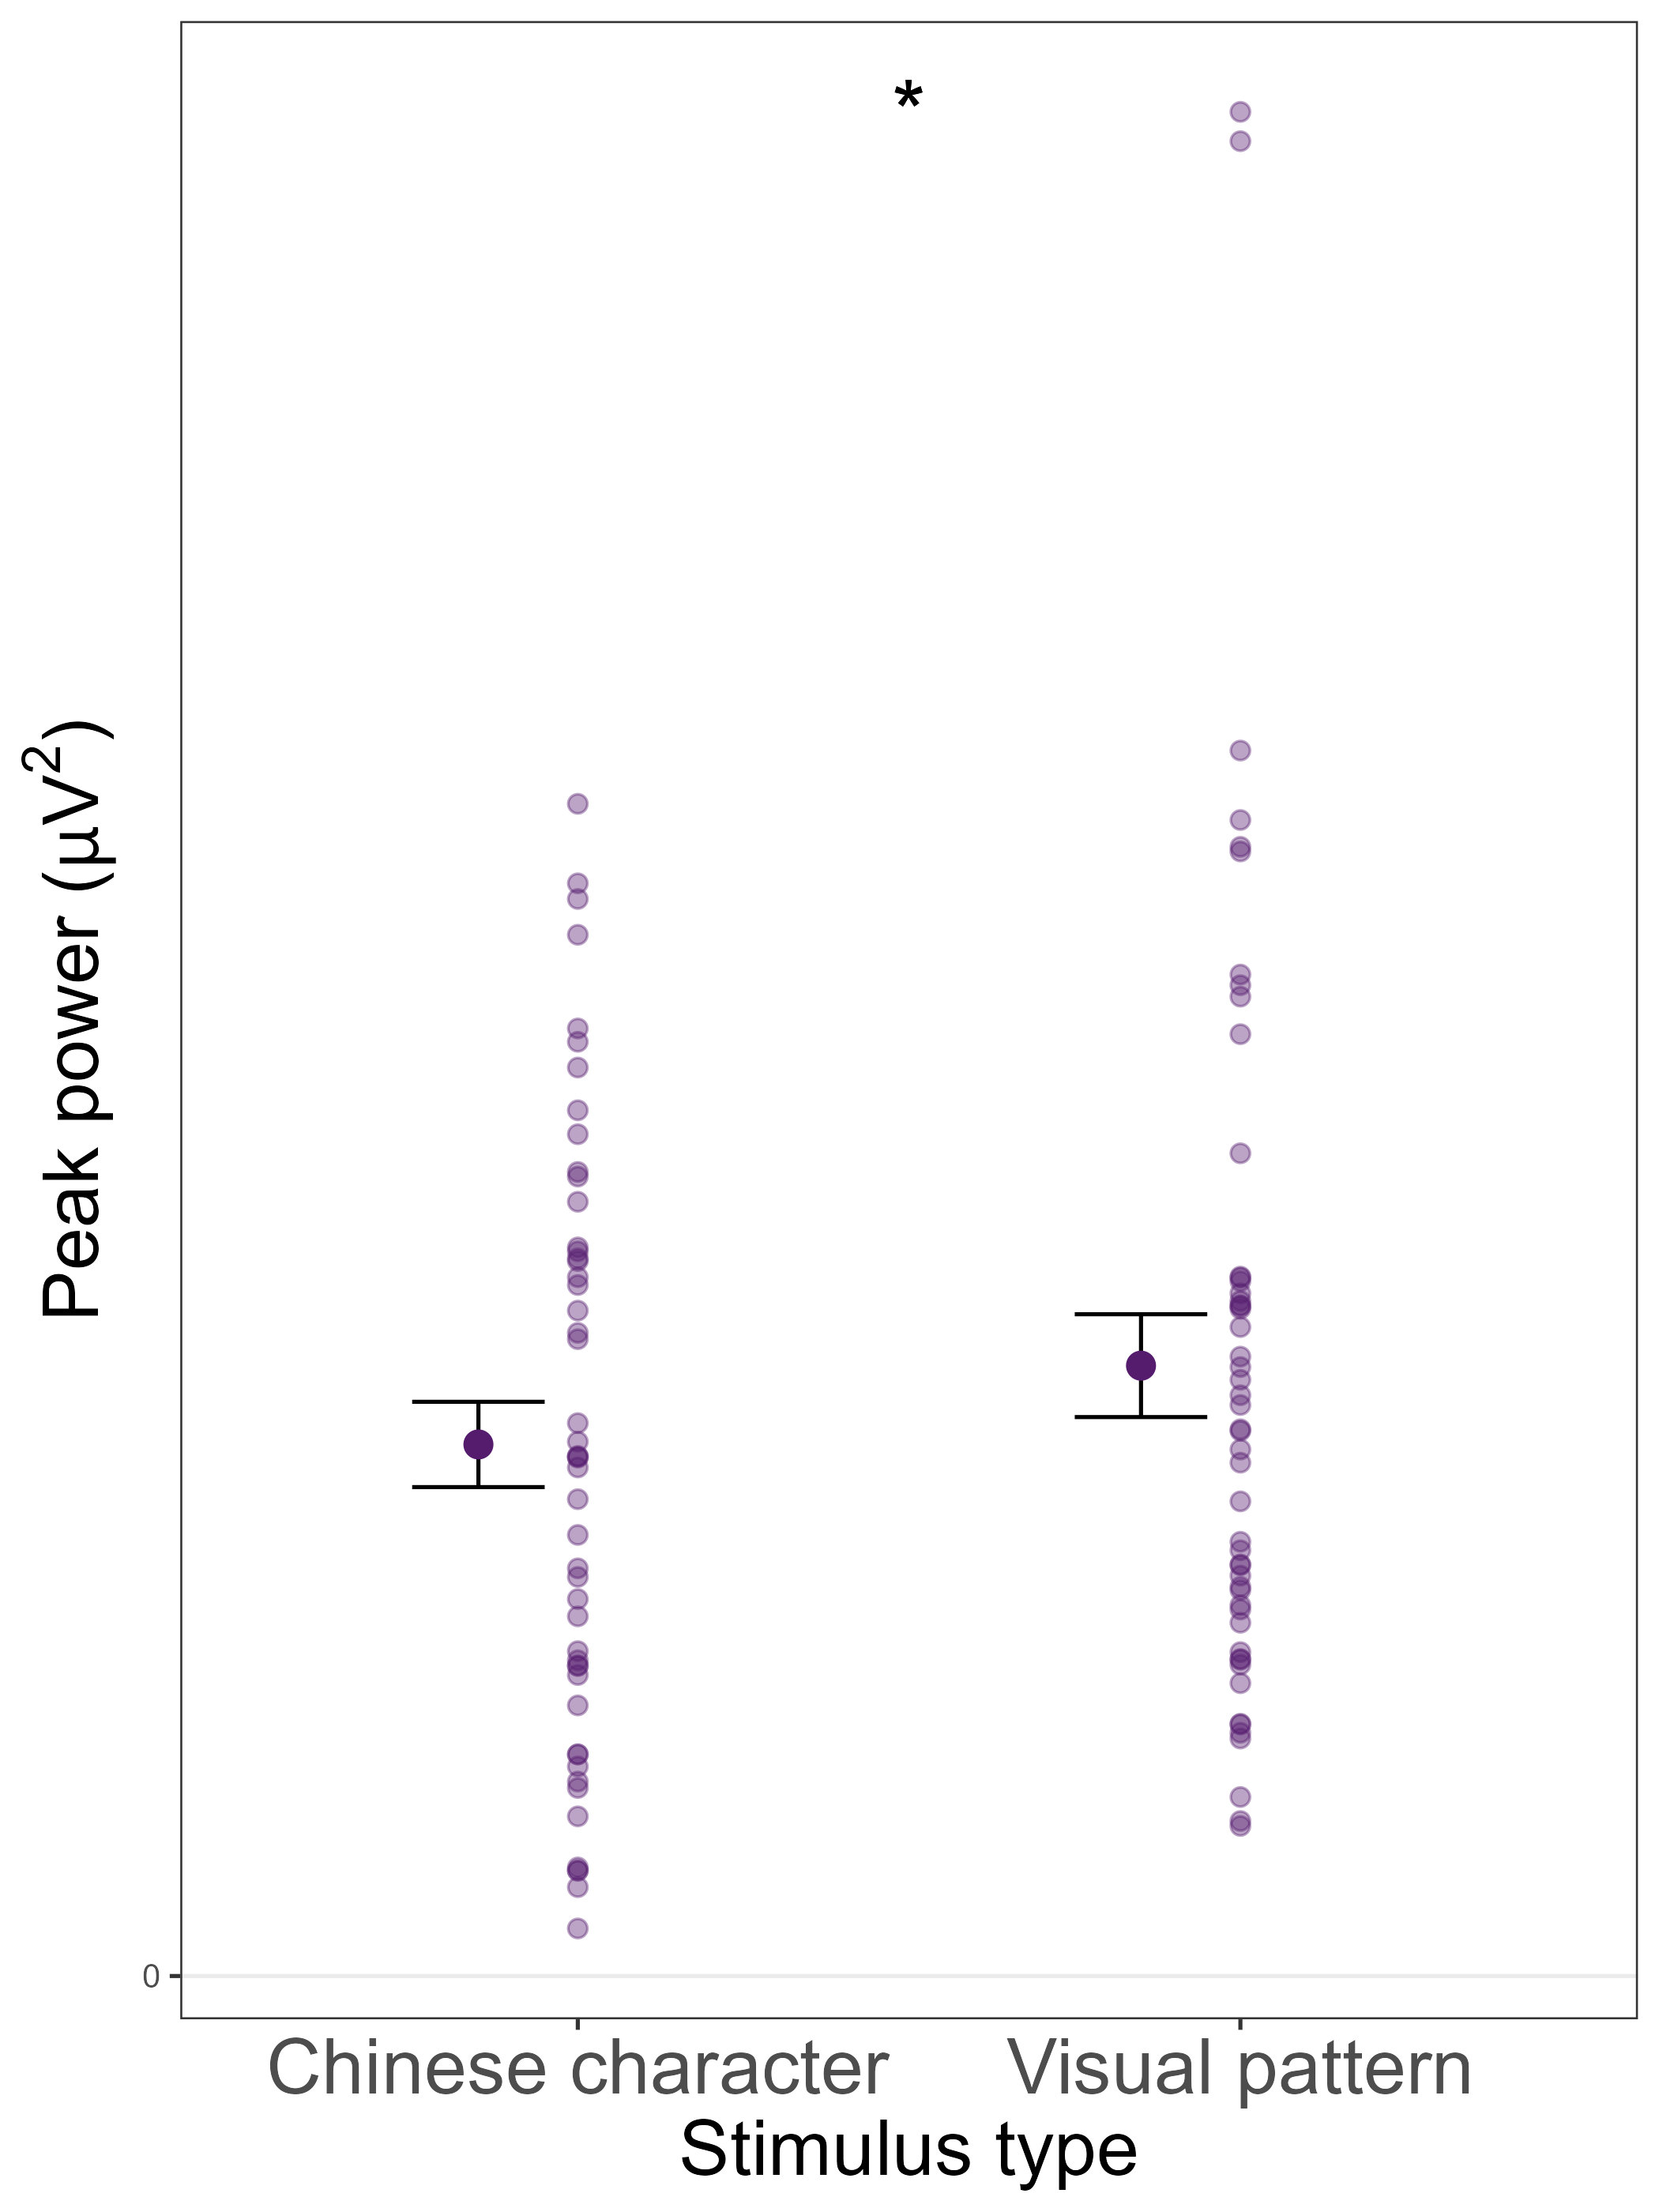 *
Peak power (µV²)
0
Chinese character
Visual pattern
Stimulus type